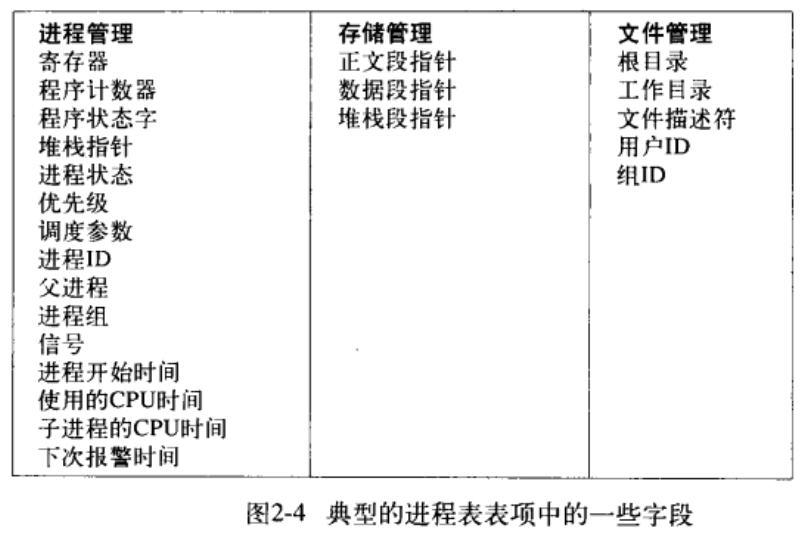 进程管理
寄存器
程序计数器
程序状态字
堆栈指针
进程状态
优先级
调度参数
进程ID
父进程
进程组
信号
进程开始时间
使用的CPU时间
子进程的CPU时间
下次报警时间
存储管理
正文段指针
数据段指针
堆栈段指针
文件管理
根目录
工作目录
文件描述符
用户ID
组ID
图2-4 典型的进程表表项中的一些字段